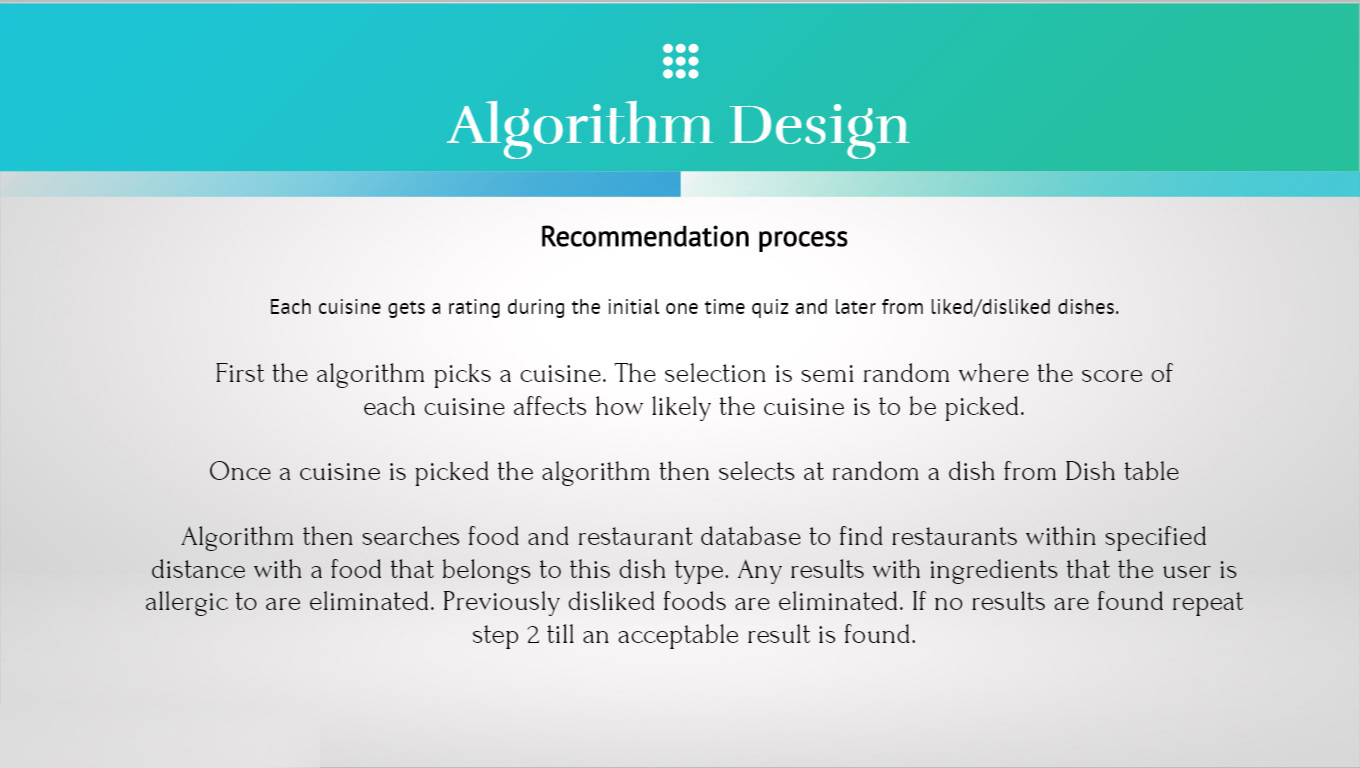 Algorithm Design
Recommendation process
Each cuisine gets a rating during the initial one time quiz and later from liked/disliked dishes.
First the algorithm picks a cuisine. The selection is semi random where the score of
each cuisine affects how likely the cuisine is to be picked.
Once a cuisine is picked the algorithm then selects at random a dish from Dish table
Algorithm then searches food and restaurant database to find restaurants within specified
distance with a food that belongs to this dish type. Any results with ingredients that the user is
allergic to are eliminated. Previously disliked foods are eliminated. If no results are found repeat
step 2 till an acceptable result is found.